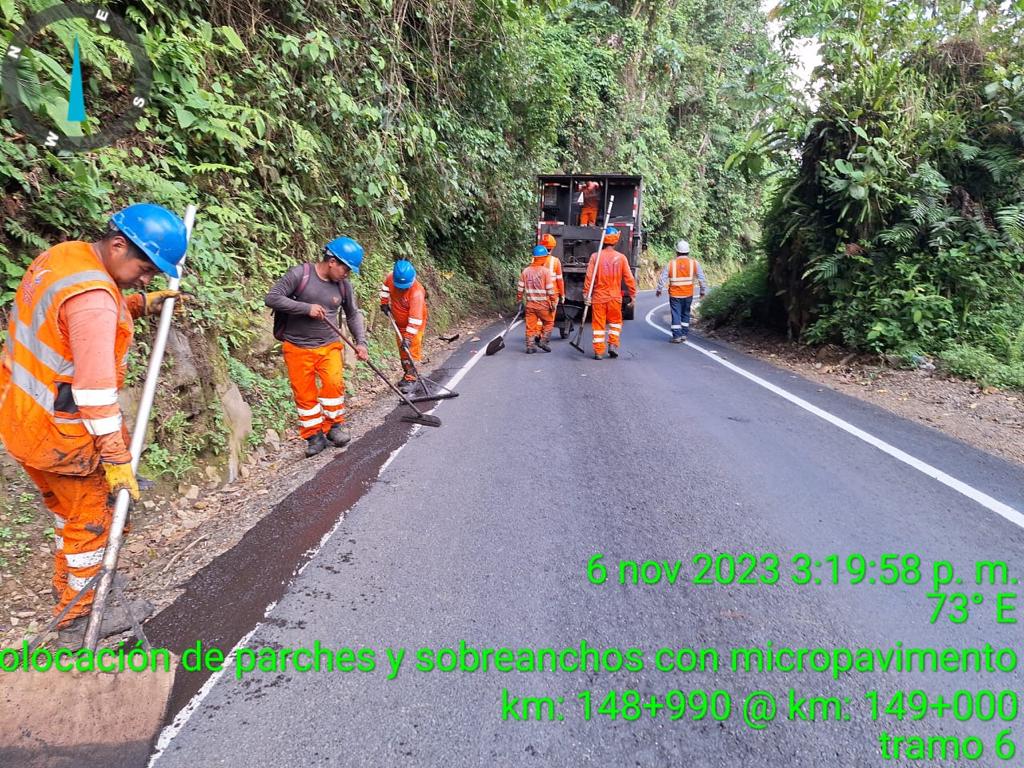 N
E
S
W
6 nov 2023 3:19:58 p. m.
73° E
olocación de parches y sobreanchos con micropavimento
km: 148+990 @ km: 149+000
tramo 6